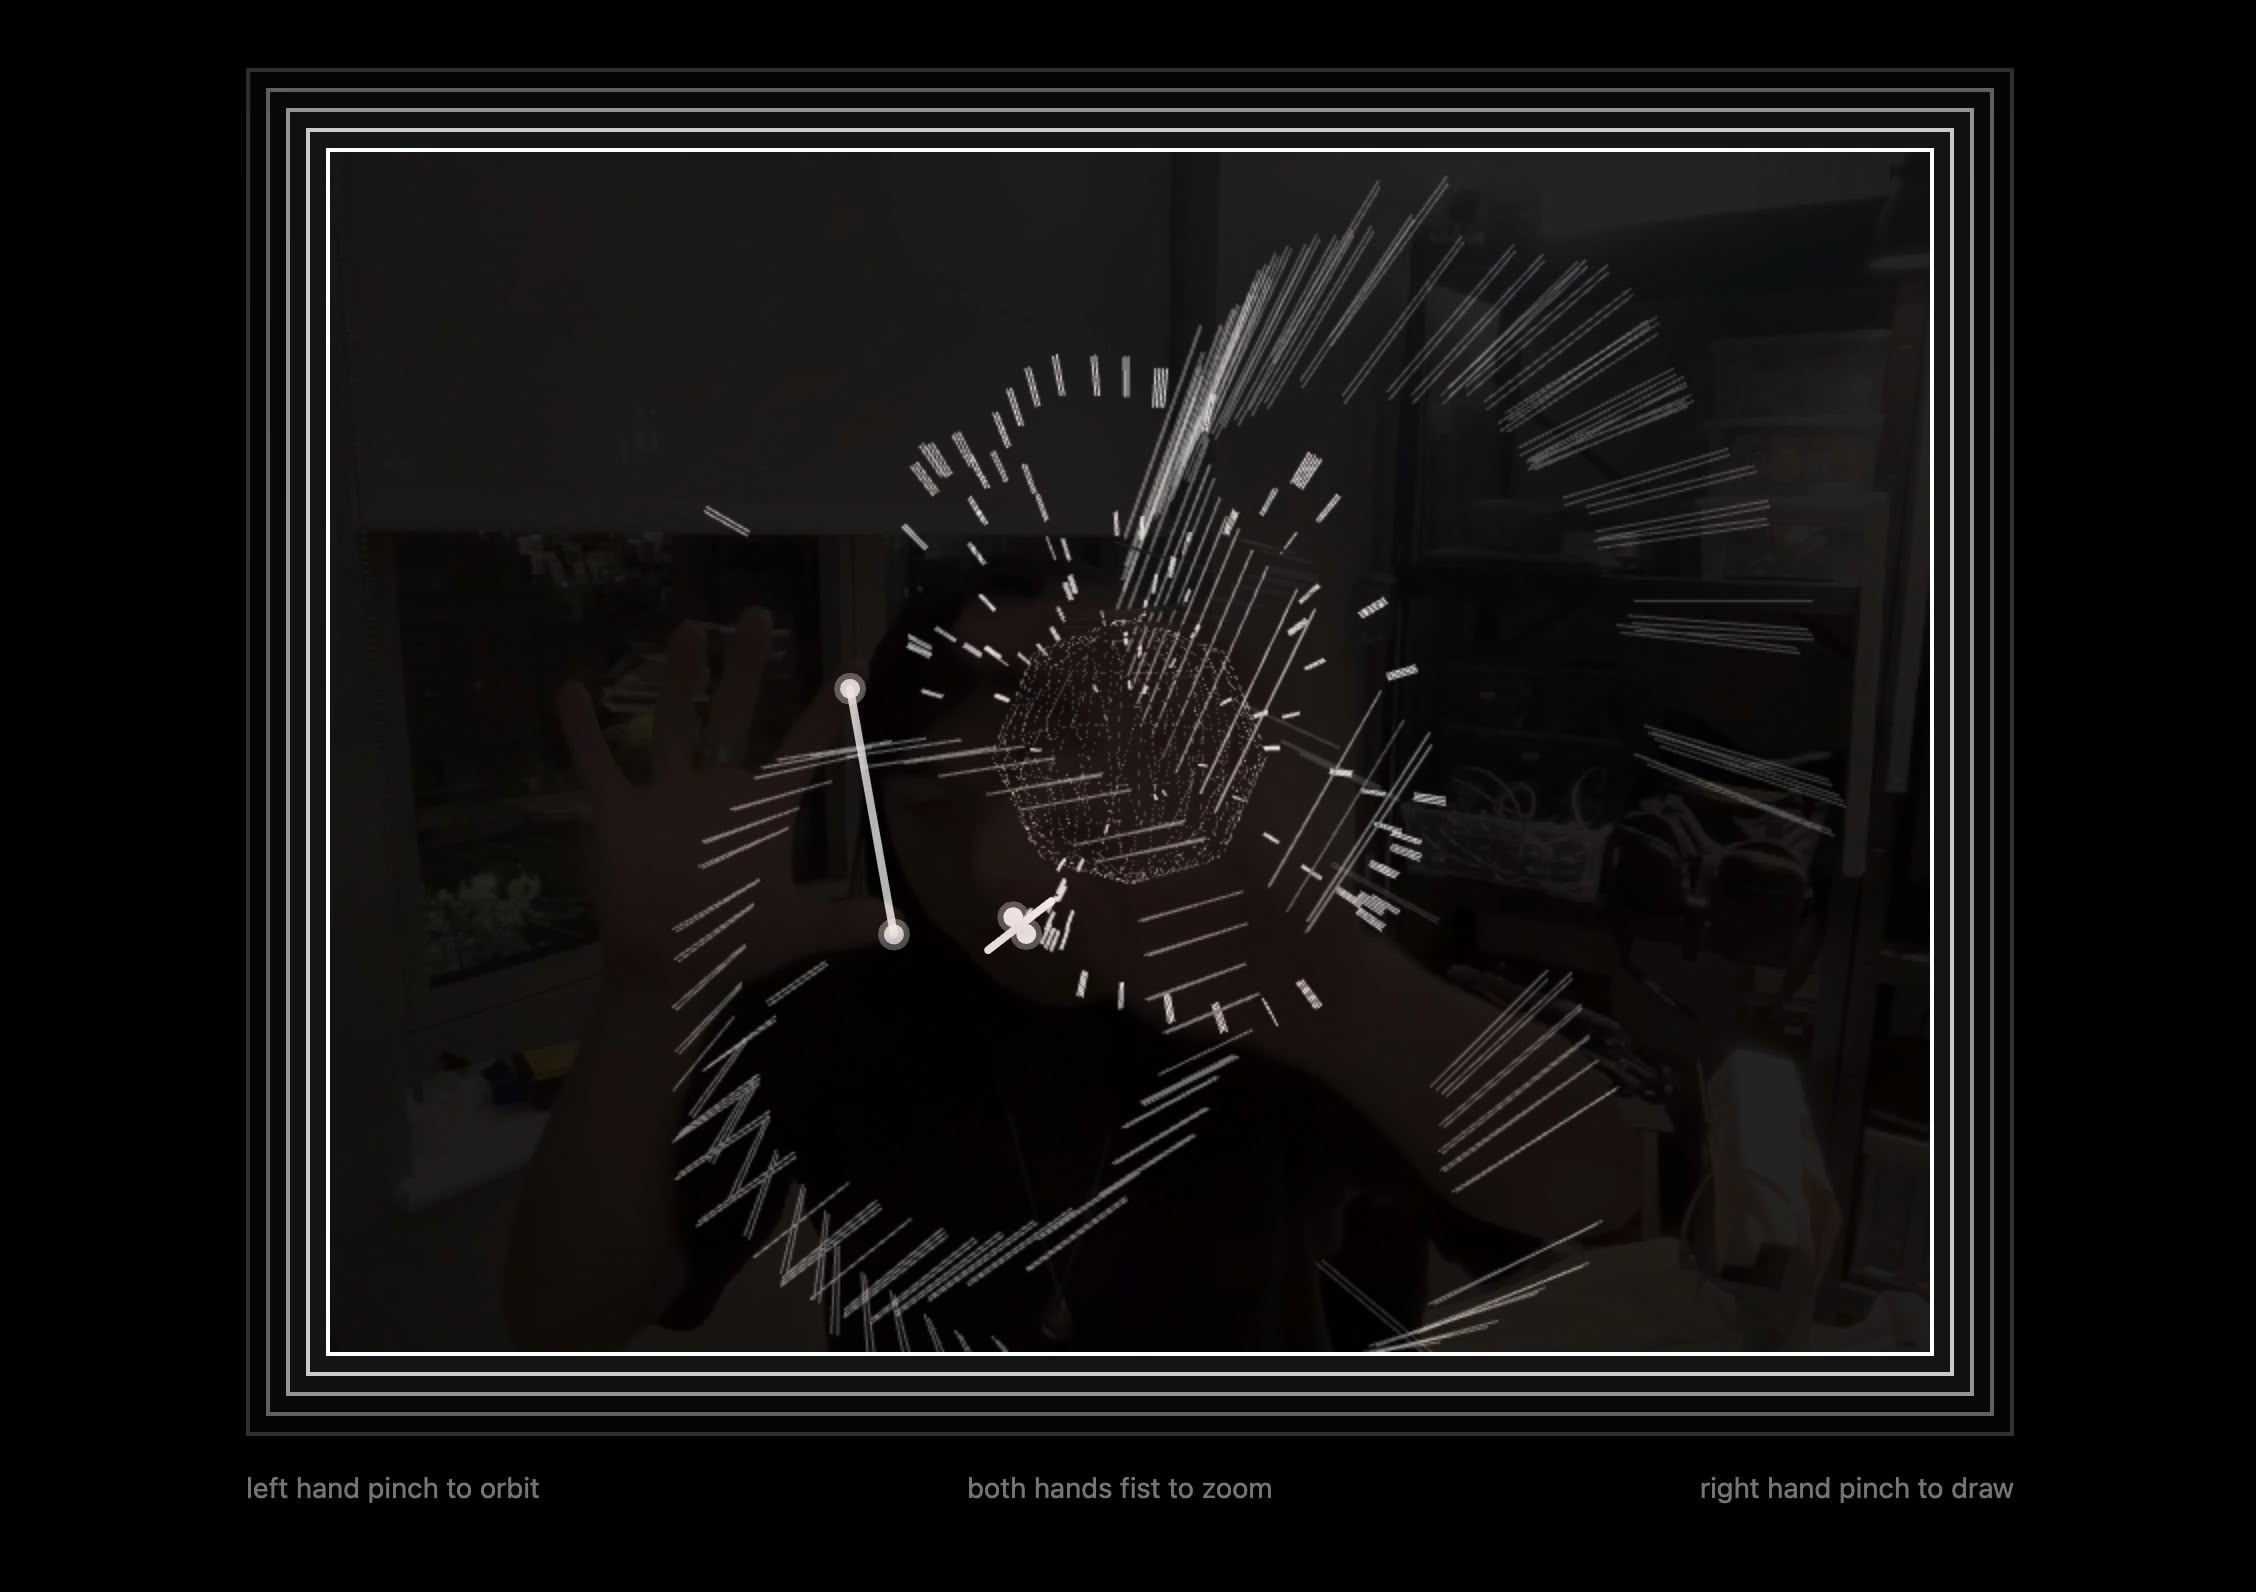 left hand pinch to orbit
both hands fist to zoom
right hand pinch to draw